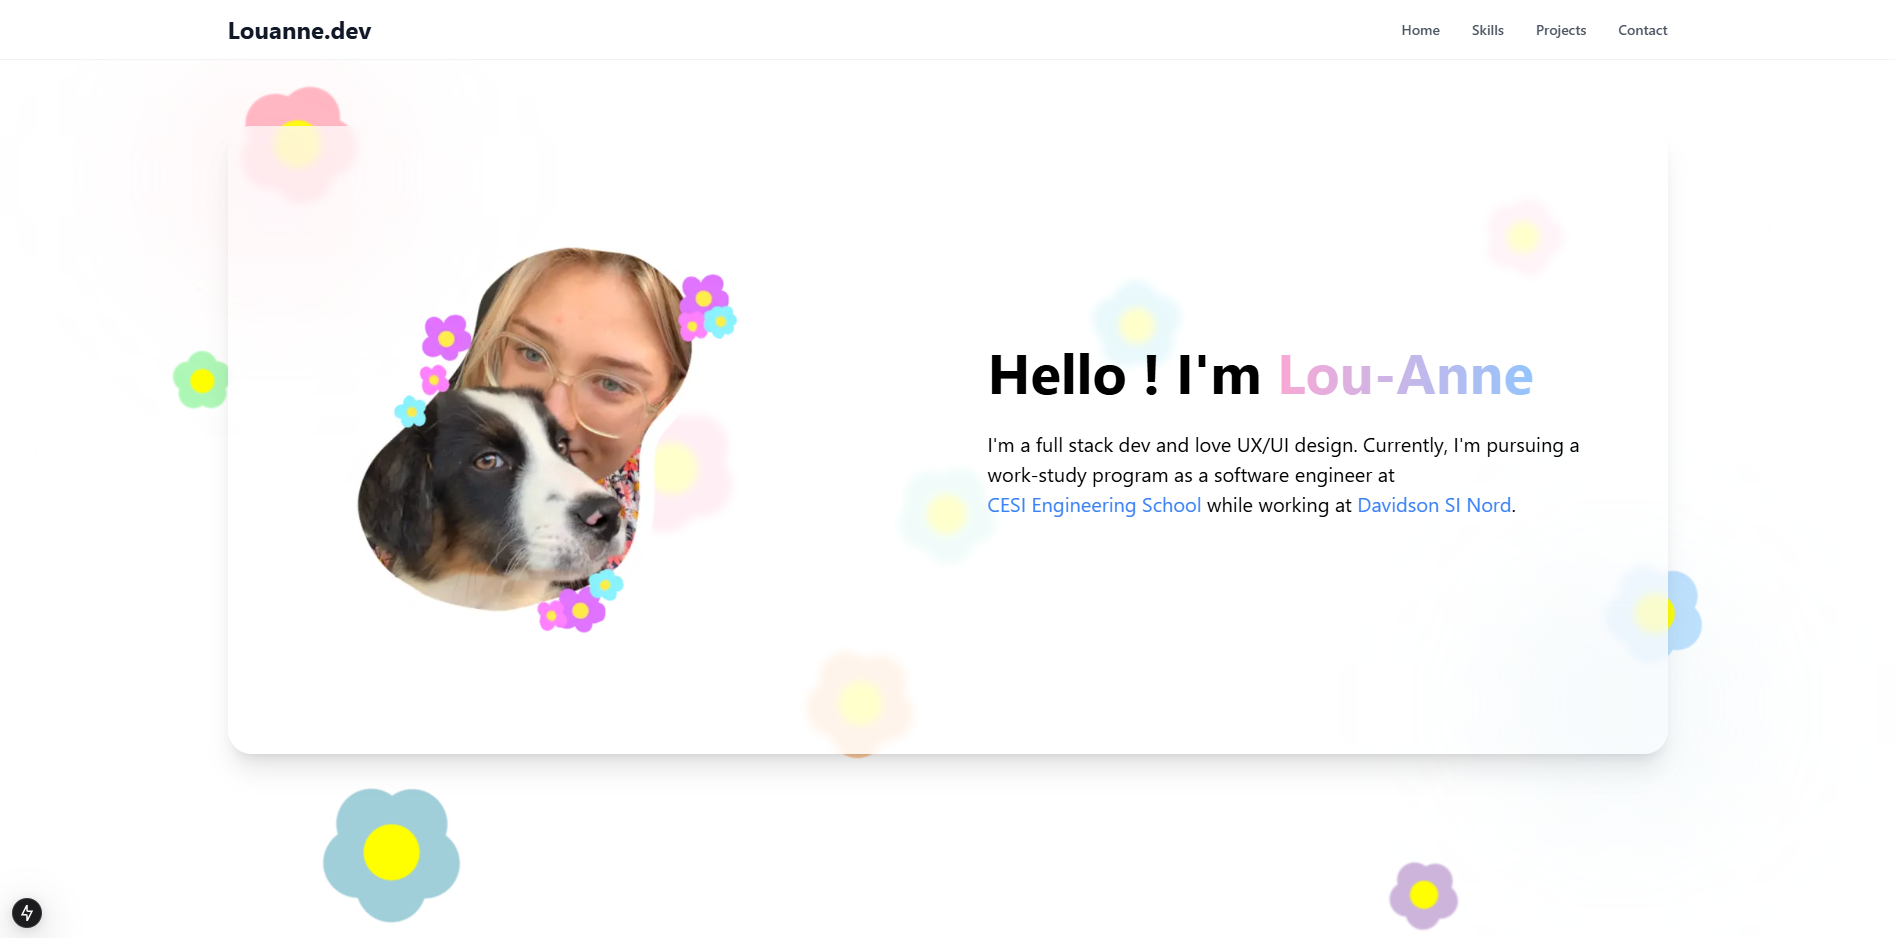 Louanne.dev
Home
Skills
Projects
Contact
Hello ! I'm Lou-Anne
I'm a full stack dev and love UX/UI design. Currently, I'm pursuing a
work-study program as a software engineer at
CESI Engineering School while working at Davidson SI Nord.